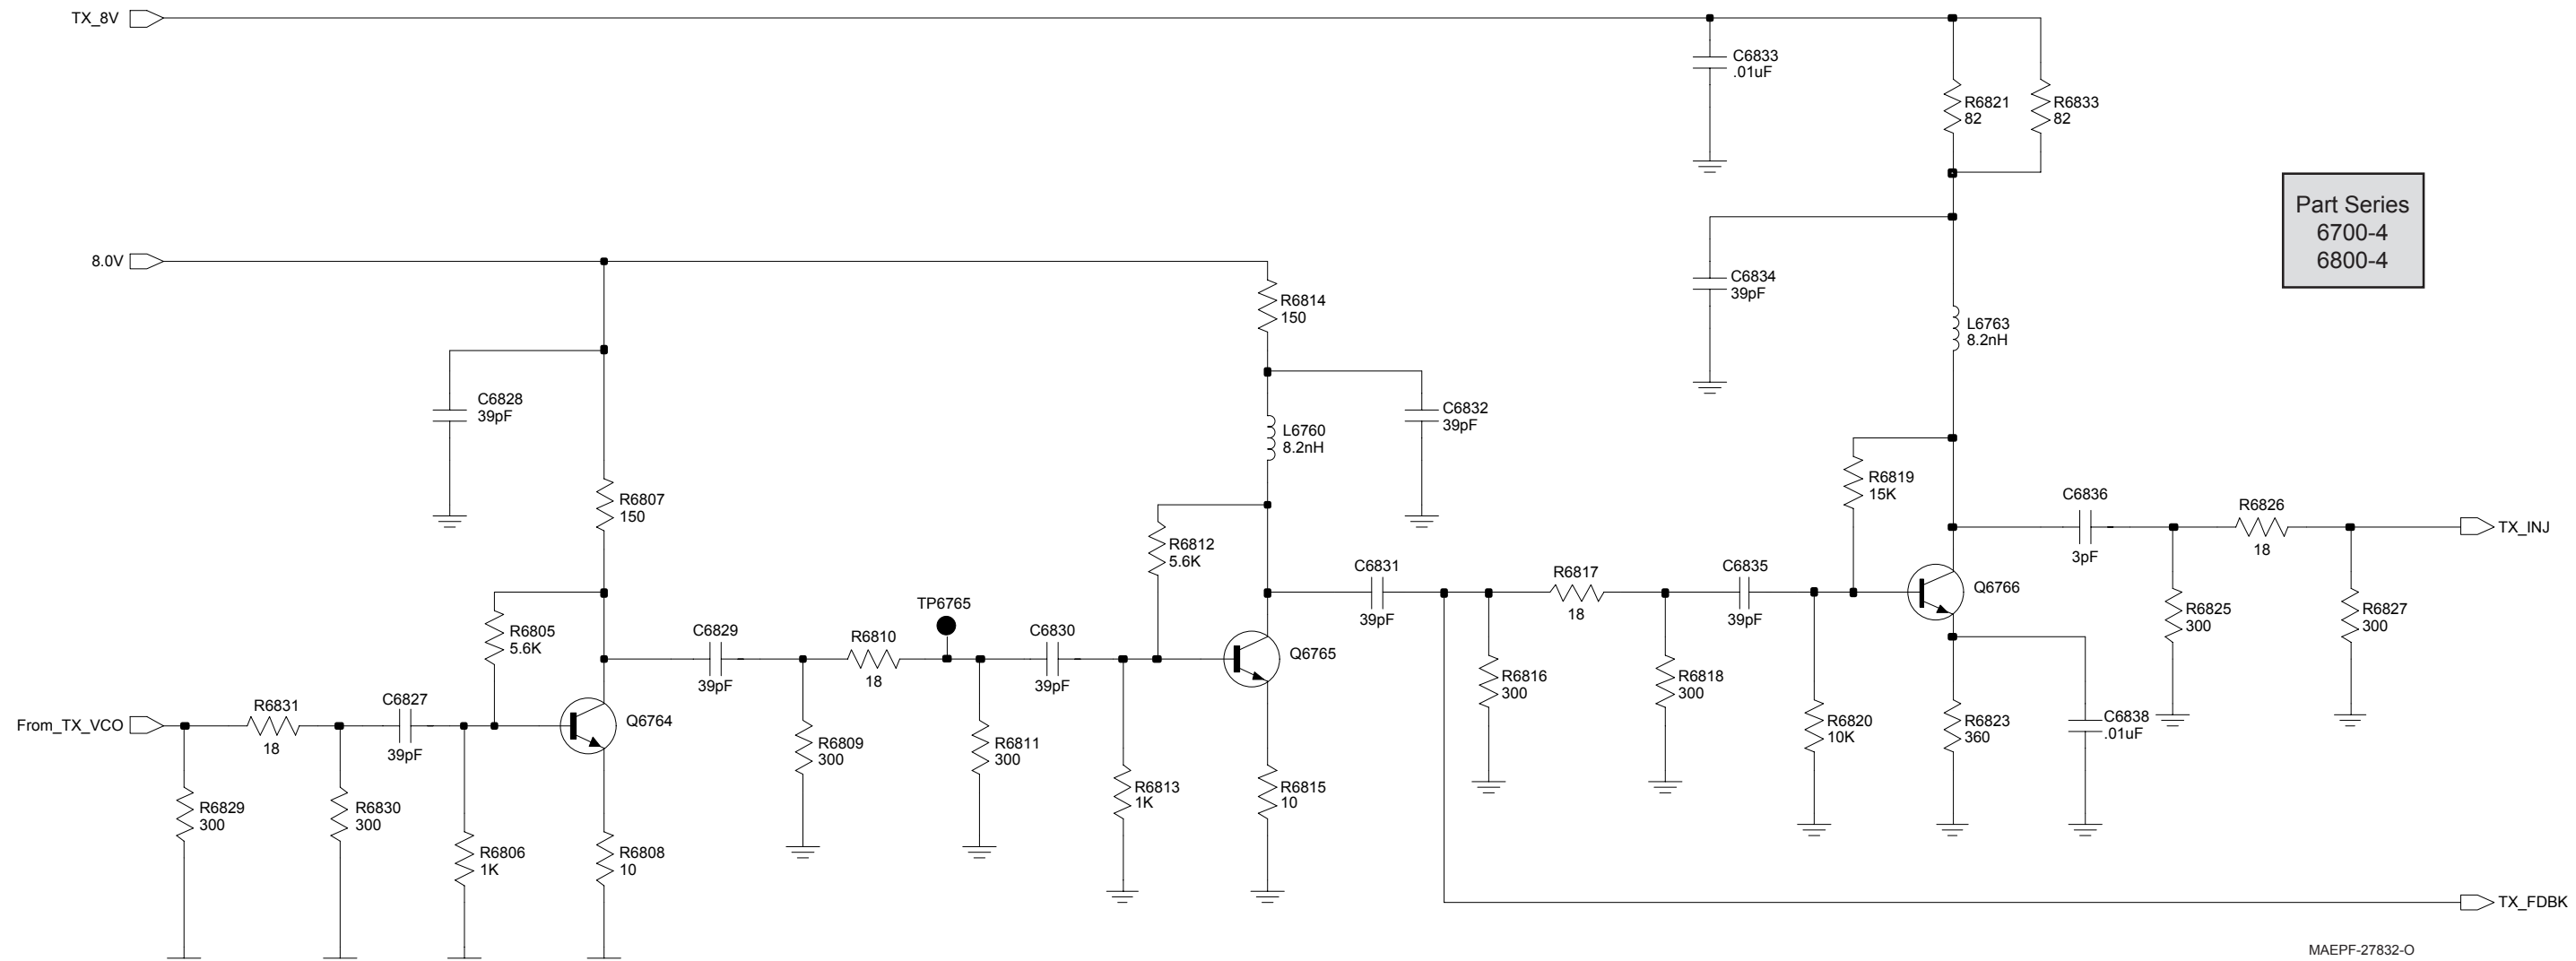 TX_8V
C6833
.01uF
R6821
82
R6833
82
Part Series
6700-4
6800-4
8.0V
R6814
150
C6834
39pF
L6763
8.2nH
C6828
39pF
L6760
8.2nH
C6832
39pF
R6807
150
R6819
15K
C6836
3pF
R6826
18
TX_INJ
R6812
5.6K
C6831
39pF
R6817
18
C6835
39pF
Q6766
R6805
5.6K
C6829
39pF
R6810
18
TP6765
C6830
39pF
Q6765
R6816
300
R6818
300
R6825
300
R6827
300
From_TX_VCO
R6831
18
C6827
39pF
Q6764
R6809
300
R6811
300
R6820
10K
R6823
360
C6838
.01uF
R6813
1K
R6815
10
R6829
300
R6830
300
R6806
1K
R6808
10
TX_FDBK
MAEPF-27832-O